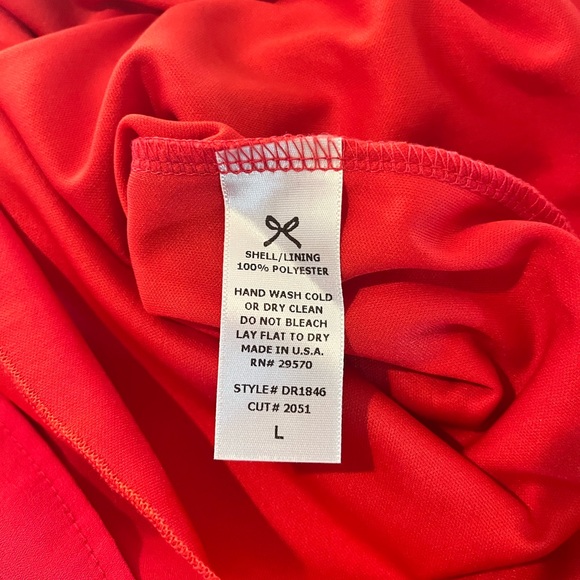 SHELL/LINING
100% POLYESTER
HAND WASH COLD
OR DRY CLEAN
DO NOT BLEACH
LAY FLAT TO DRY
MADE IN U.S.A.
RN# 29570
STYLE# DR1846
CUT# 2051
L